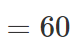 = 60